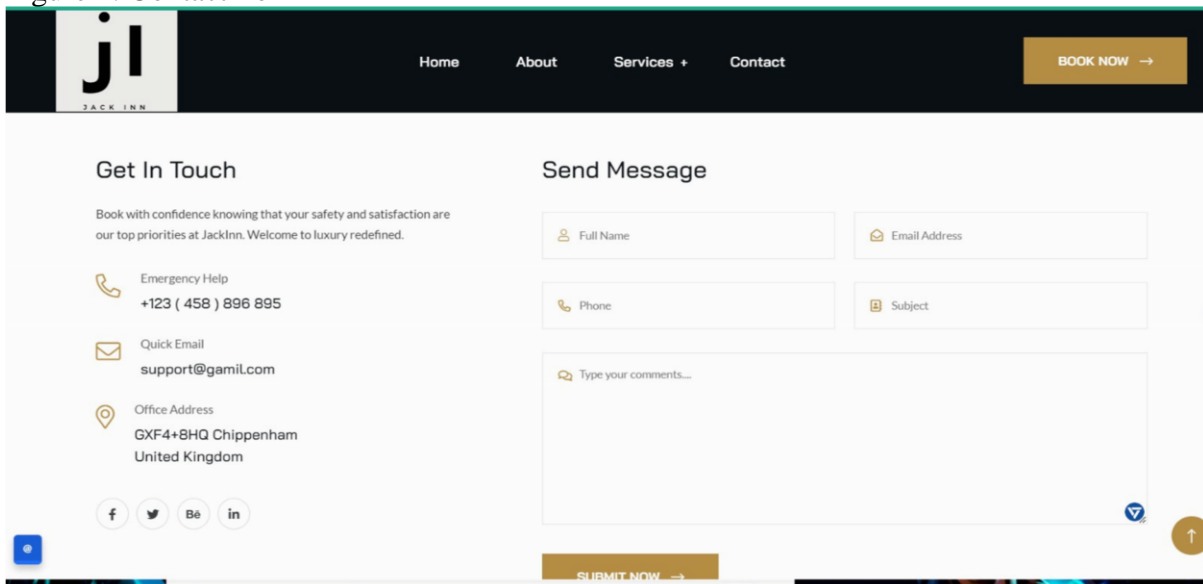 jI
JACK INN
Home About Services + Contact
BOOK NOW →
Get In Touch
Book with confidence knowing that your safety and satisfaction are
our top priorities at JackInn. Welcome to luxury redefined.
Emergency Help
+123 ( 458 ) 896 895
Quick Email
support@gamil.com
Office Address
GXF4+8HQ Chippenham
United Kingdom
f Bē in
Send Message
Full Name Email Address
Phone Subject
Type your comments....
SUBMIT NOW →